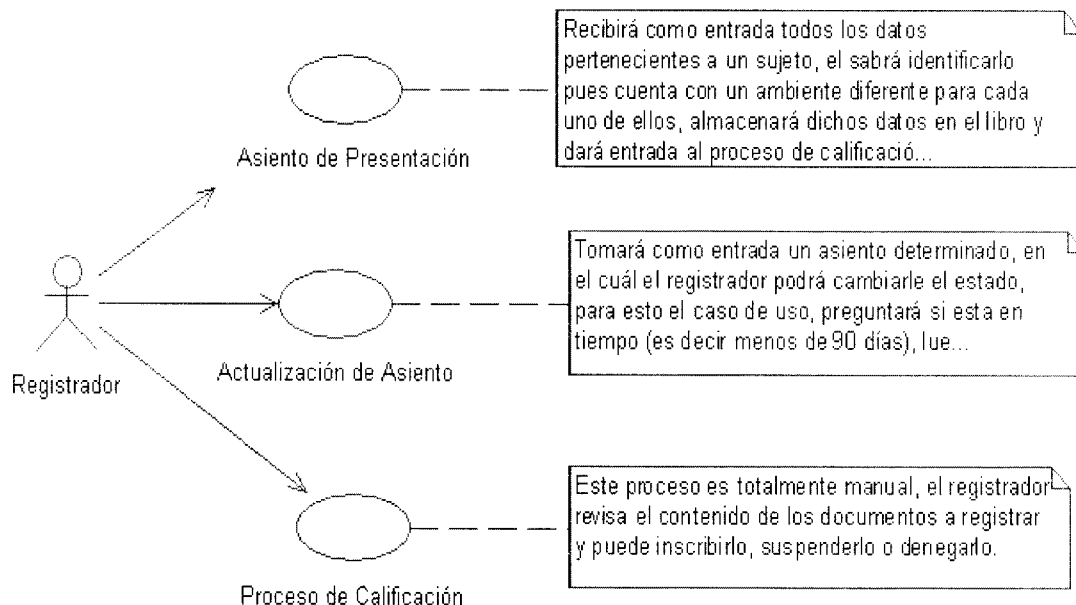 Recibirá como entrada todos los datos
pertenecientes a un sujeto, el sabrá identificarlo
pues cuenta con un ambiente diferente para cada
uno de ellos, almacenará dichos datos en el libro y
dará entrada al proceso de calificació...
Asiento de Presentación
Tomará como entrada un asiento determinado, en
el cuál el registrador podrá cambiarle el estado,
para esto el caso de uso, preguntará si esta en
tiempo (es decir menos de 90 días), lue...
Actualización de Asiento
Registrador
Este proceso es totalmente manual, el registrador
revisa el contenido de los documentos a registrar
y puede inscribirlo, suspenderlo o denegarlo.
Proceso de Calificación